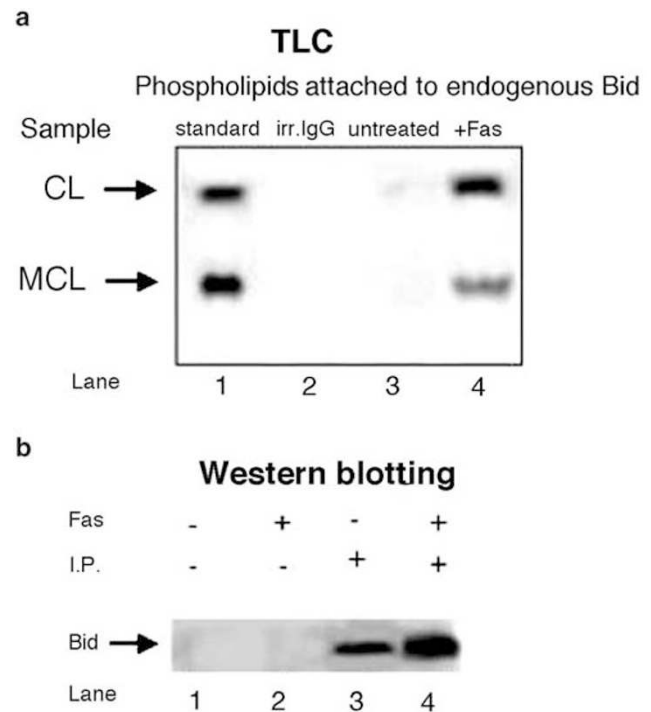 a
TLC
Phospholipids attached to endogenous Bid
Sample standard irr.IgG untreated +Fas
CL
MCL
Lane 1 2 3 4
b
Western blotting
Fas - + - +
I.P. - - + +
Bid
Lane 1 2 3 4